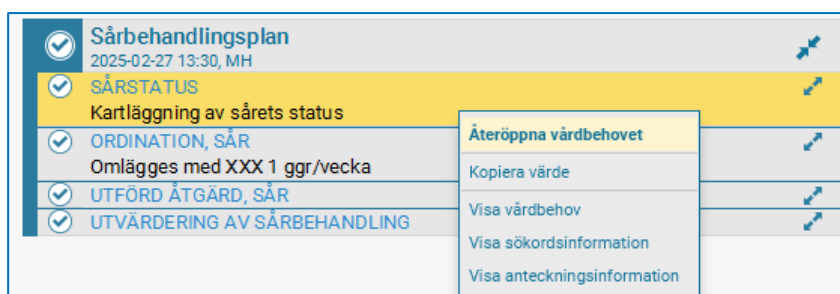 Sårbehandlingsplan
2025-02-27 13:30, MH
SÅRSTATUS
Kartläggning av sårets status
ORDINATION, SÅR
Omlägges med XXX 1 ggr/vecka
UTFÖRD ÅTGÄRD, SÅR
UTVÄRDERING AV SÅRBEHANDLING
Återöppna vårdbehovet
Kopiera värde
Visa vårdbehov
Visa sökordsinformation
Visa anteckningsinformation